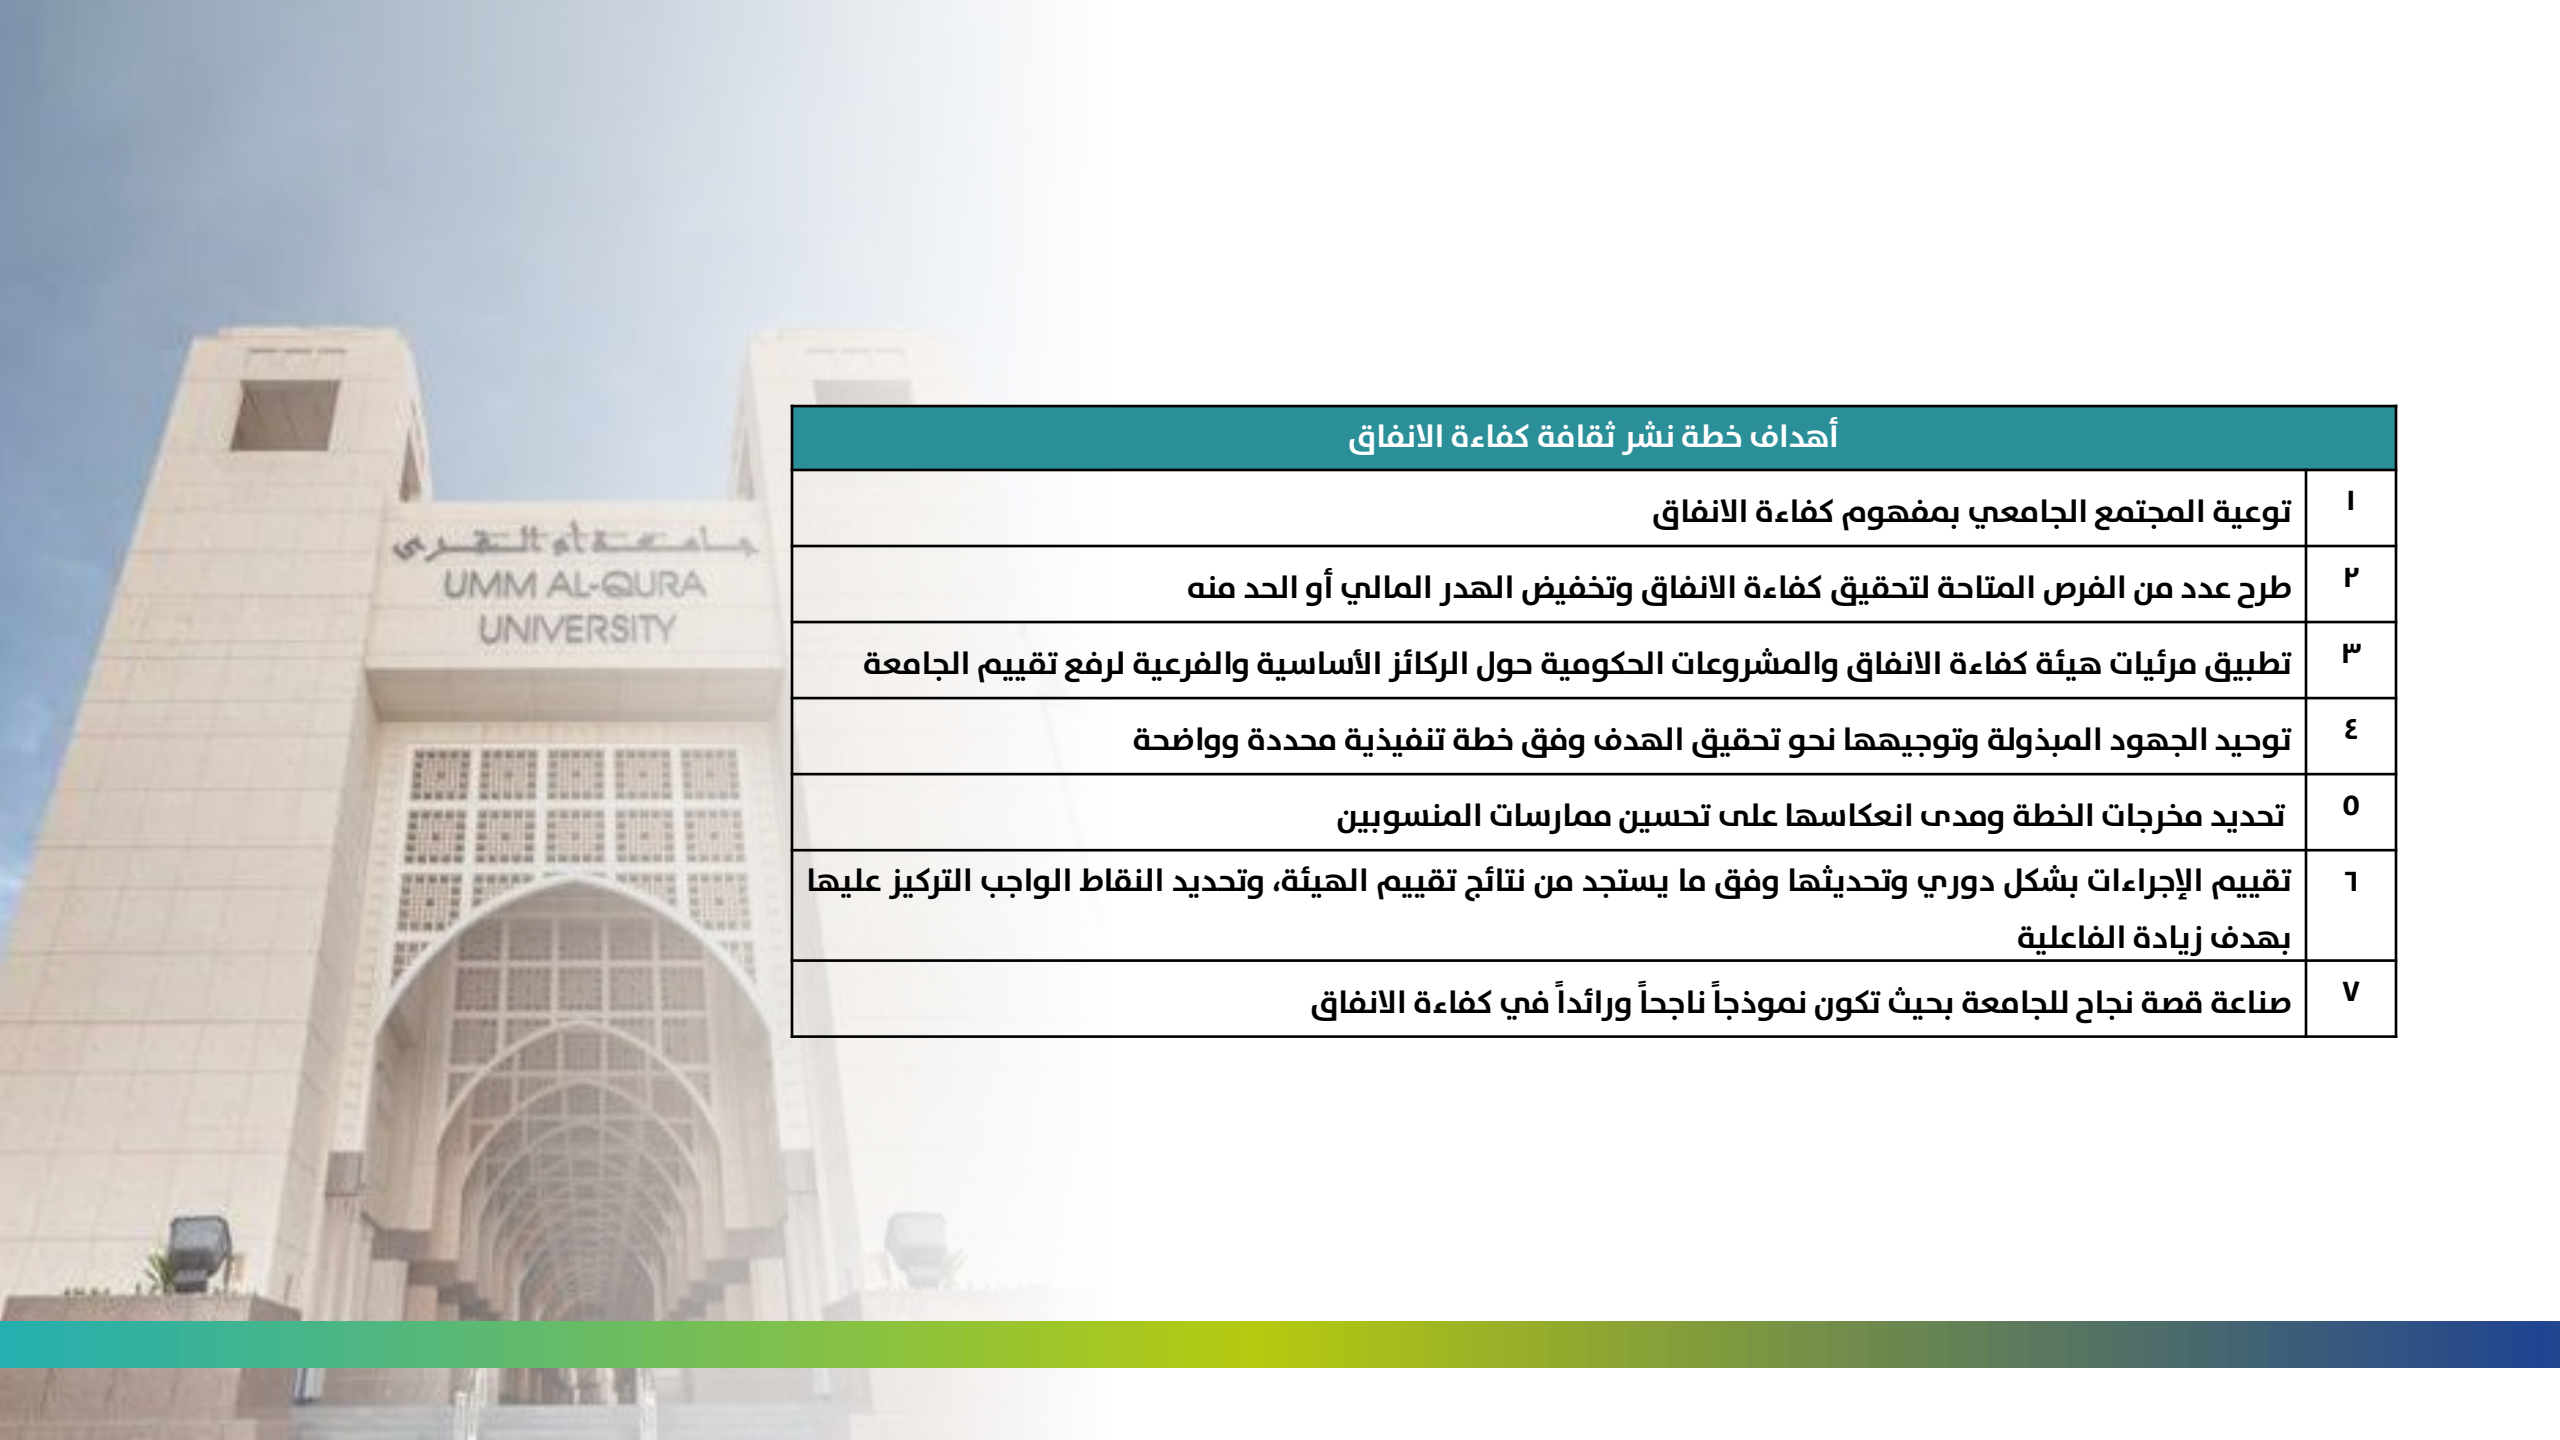 أهداف خطة نشر ثقافة كفاءة الانفاق
١ توعية المجتمع الجامعي بمفهوم كفاءة الانفاق
٢ طرح عدد من الفرص المتاحة لتحقيق كفاءة الانفاق وتخفيض الهدر المالي أو الحد منه
٣ تطبيق مرئيات هيئة كفاءة الانفاق والمشروعات الحكومية حول الركائز الأساسية والفرعية لرفع تقييم الجامعة
٤ توحيد الجهود المبذولة وتوجيهها نحو تحقيق الهدف وفق خطة تنفيذية محددة وواضحة
٥ تحديد مخرجات الخطة ومدى انعكاسها على تحسين ممارسات المنسوبين
٦ تقييم الإجراءات بشكل دوري وتحديثها وفق ما يستجد من نتائج تقييم الهيئة، وتحديد النقاط الواجب التركيز عليها
بهدف زيادة الفاعلية
٧ صناعة قصة نجاح للجامعة بحيث تكون نموذجاً ناجحاً ورائداً في كفاءة الانفاق
جامعة أم القرى
UMM AL-QURA
UNIVERSITY